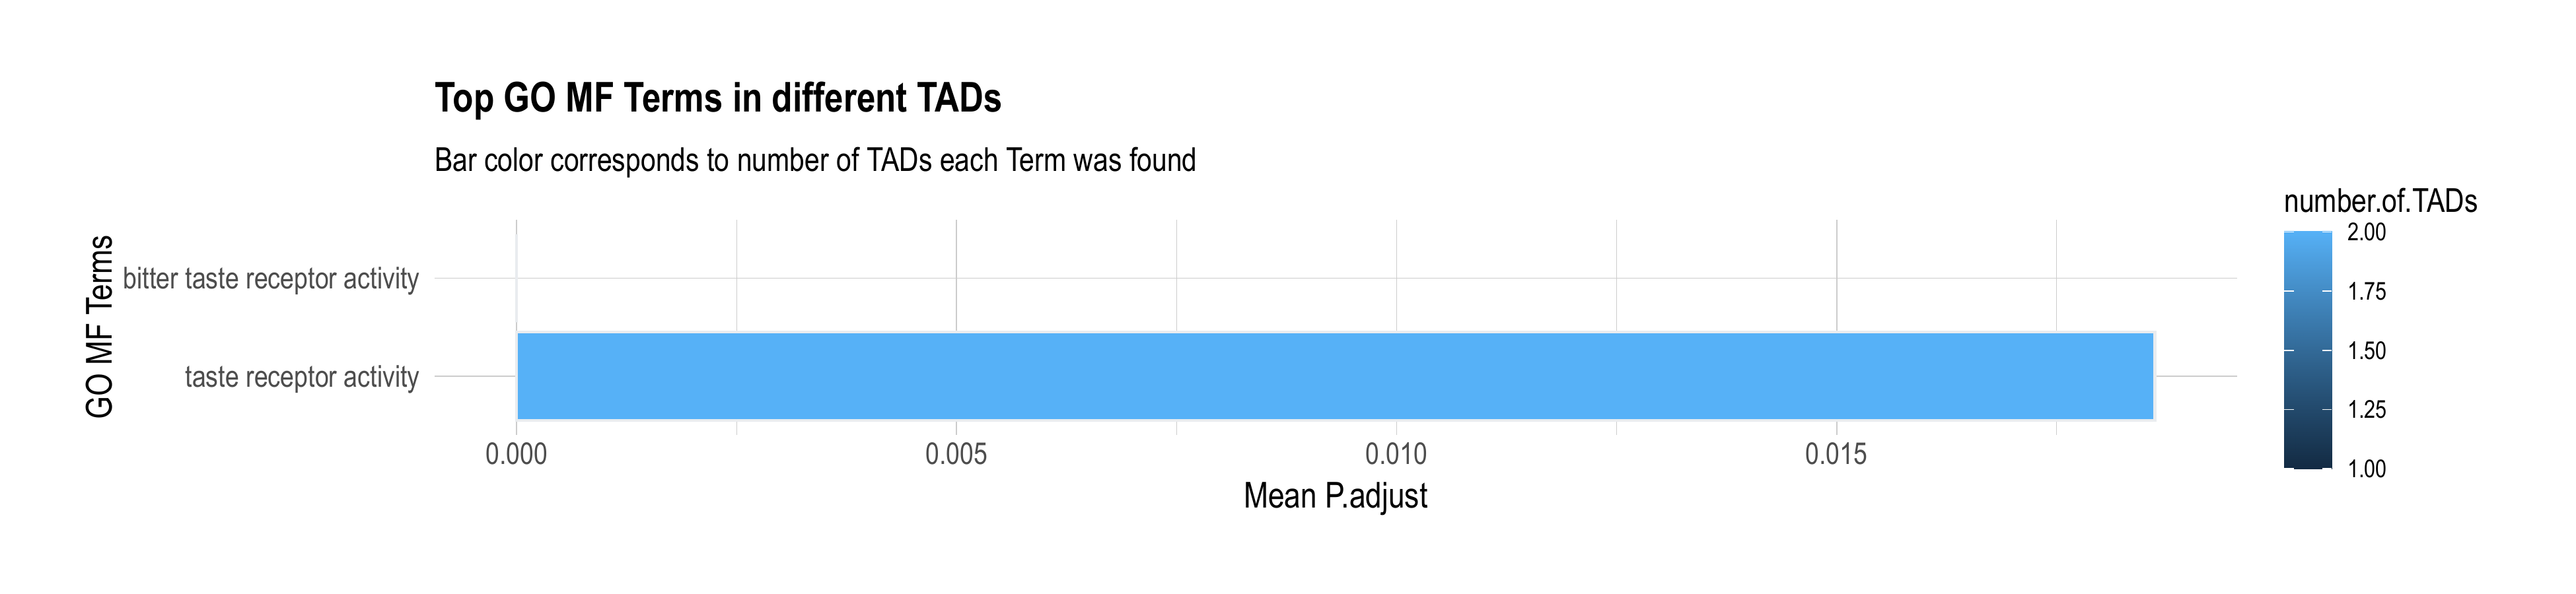 Top GO MF Terms in different TADs
Bar color corresponds to number of TADs each Term was found
number.of.TADs
2.00
1.75
1.50
1.25
1.00
GO MF Terms
bitter taste receptor activity
taste receptor activity
0.000
0.005
0.010
0.015
Mean P.adjust